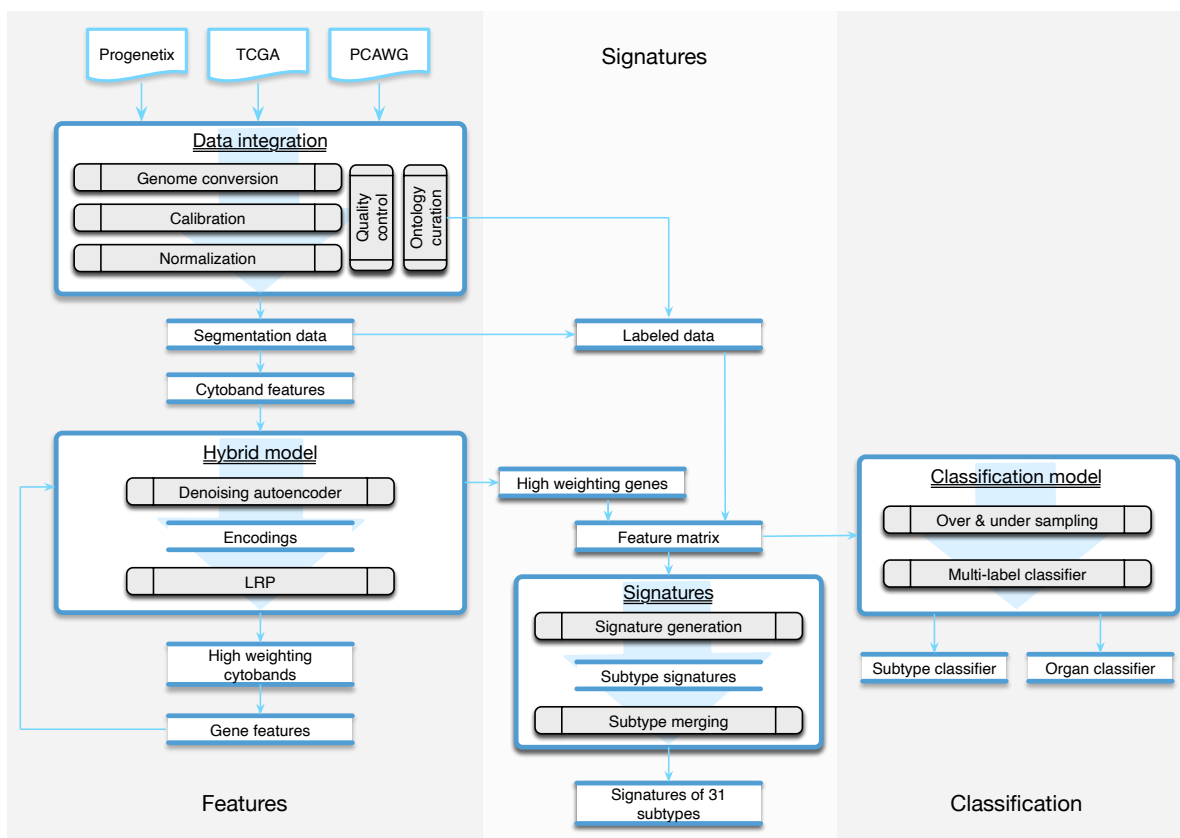 Progenetix
TCGA
PCAWG
Signatures
Data integration
Genome conversion
Calibration
Normalization
Quality
control
Ontology
curation
Segmentation data
Labeled data
Cytoband features
Hybrid model
Denoising autoencoder
Encodings
LRP
High weighting genes
Feature matrix
Classification model
Over & under sampling
Multi-label classifier
Signatures
Signature generation
Subtype signatures
Subtype merging
High weighting
cytobands
Gene features
Subtype classifier
Organ classifier
Signatures of 31
subtypes
Features
Classification